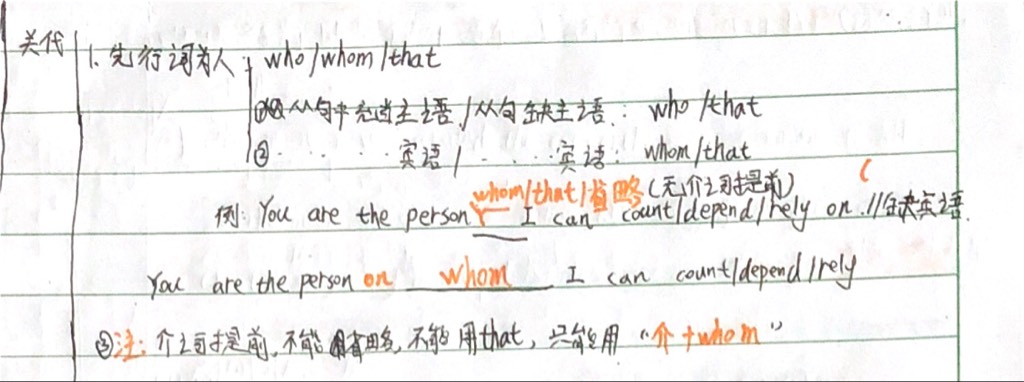 关代
1. 先行词为人: who/whom/that
① 从句中充当主语/从句缺主语: who/that
② ........宾语/........宾语: whom/that
whom/that/省略(无介词提前)
例: You are the person ___ I can count/depend/rely on.//缺宾语.
You are the person on whom I can count/depend/rely
③注: 介词提前,不能省略,不能用that,只能用“介+whom”